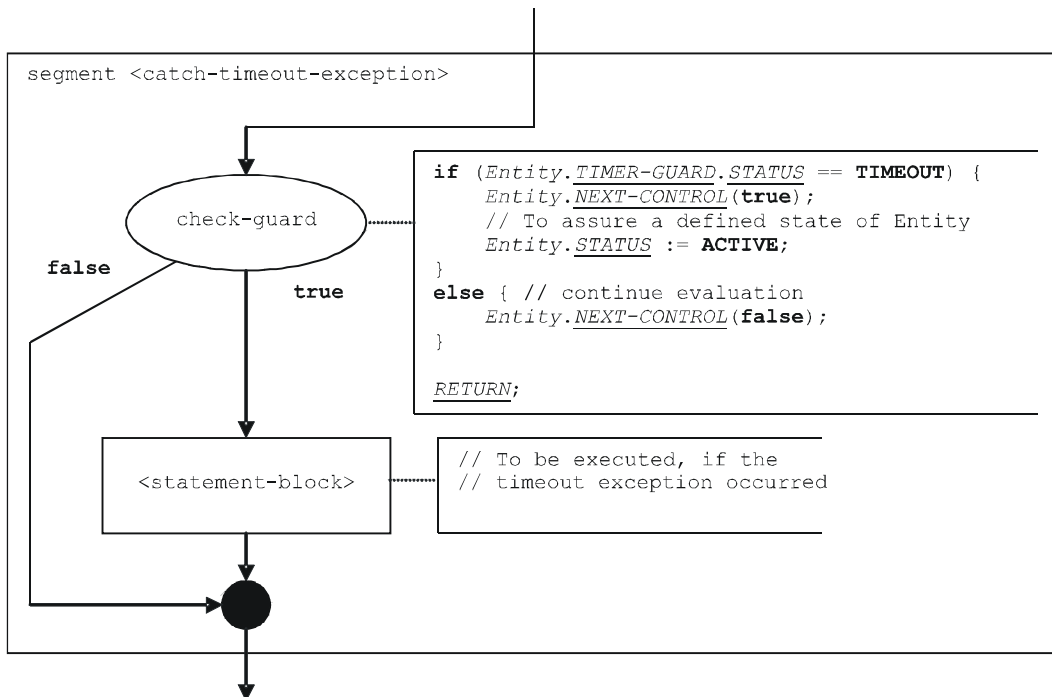 segment <catch-timeout-exception>
if (Entity.TIMER-GUARD.STATUS == TIMEOUT) {
Entity.NEXT-CONTROL(true);
// To assure a defined state of Entity
Entity.STATUS := ACTIVE;
}
else { // continue evaluation
Entity.NEXT-CONTROL(false);
}
RETURN;
check-guard
false
true
<statement-block>
// To be executed, if the
// timeout exception occurred